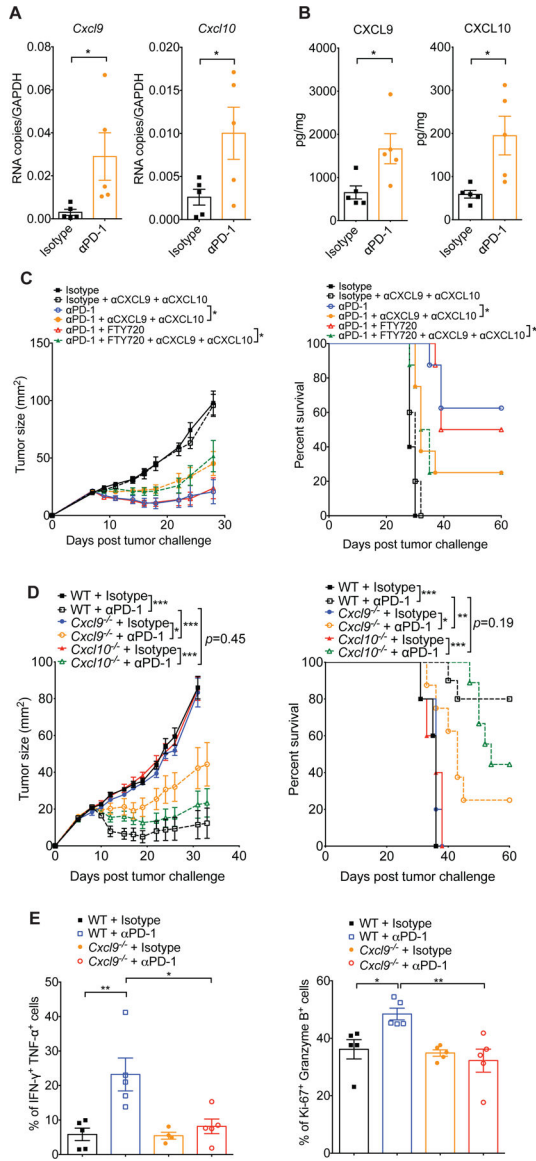 A
Cxcl9
Cxcl10
RNA copies/GAPDH
0.08
0.06
0.04
0.02
0.00
*
Isotype
αPD-1
RNA copies/GAPDH
0.020
0.015
0.010
0.005
0.000
*
Isotype
αPD-1
B
CXCL9
CXCL10
pg/mg
4000
3000
2000
1000
0
*
Isotype
αPD-1
pg/mg
400
300
200
100
0
*
Isotype
αPD-1
C
Isotype
Isotype + αCXCL9 + αCXCL10
αPD-1
αPD-1 + αCXCL9 + αCXCL10
αPD-1 + FTY720
αPD-1 + FTY720 + αCXCL9 + αCXCL10
*
*
Tumor size (mm²)
150
100
50
0
0 10 20 30
Days post tumor challenge
Isotype
Isotype + αCXCL9 + αCXCL10
αPD-1
αPD-1 + αCXCL9 + αCXCL10
αPD-1 + FTY720
αPD-1 + FTY720 + αCXCL9 + αCXCL10
*
*
Percent survival
100
80
60
40
20
0
0 20 40 60
Days post tumor challenge
D
WT + Isotype
WT + αPD-1
Cxcl9-/- + Isotype
Cxcl9-/- + αPD-1
Cxcl10-/- + Isotype
Cxcl10-/- + αPD-1
***
***
*
***
p=0.45
Tumor size (mm²)
100
80
60
40
20
0
0 10 20 30 40
Days post tumor challenge
WT + Isotype
WT + αPD-1
Cxcl9-/- + Isotype
Cxcl9-/- + αPD-1
Cxcl10-/- + Isotype
Cxcl10-/- + αPD-1
***
**
*
***
p=0.19
Percent survival
100
80
60
40
20
0
0 20 40 60
Days post tumor challenge
E
WT + Isotype
WT + αPD-1
Cxcl9-/- + Isotype
Cxcl9-/- + αPD-1
% of IFN-γ⁺ TNF-α⁺ cells
50
40
30
20
10
0
**
*
WT + Isotype
WT + αPD-1
Cxcl9-/- + Isotype
Cxcl9-/- + αPD-1
% of Ki-67⁺ Granzyme B⁺ cells
60
40
20
0
*
**